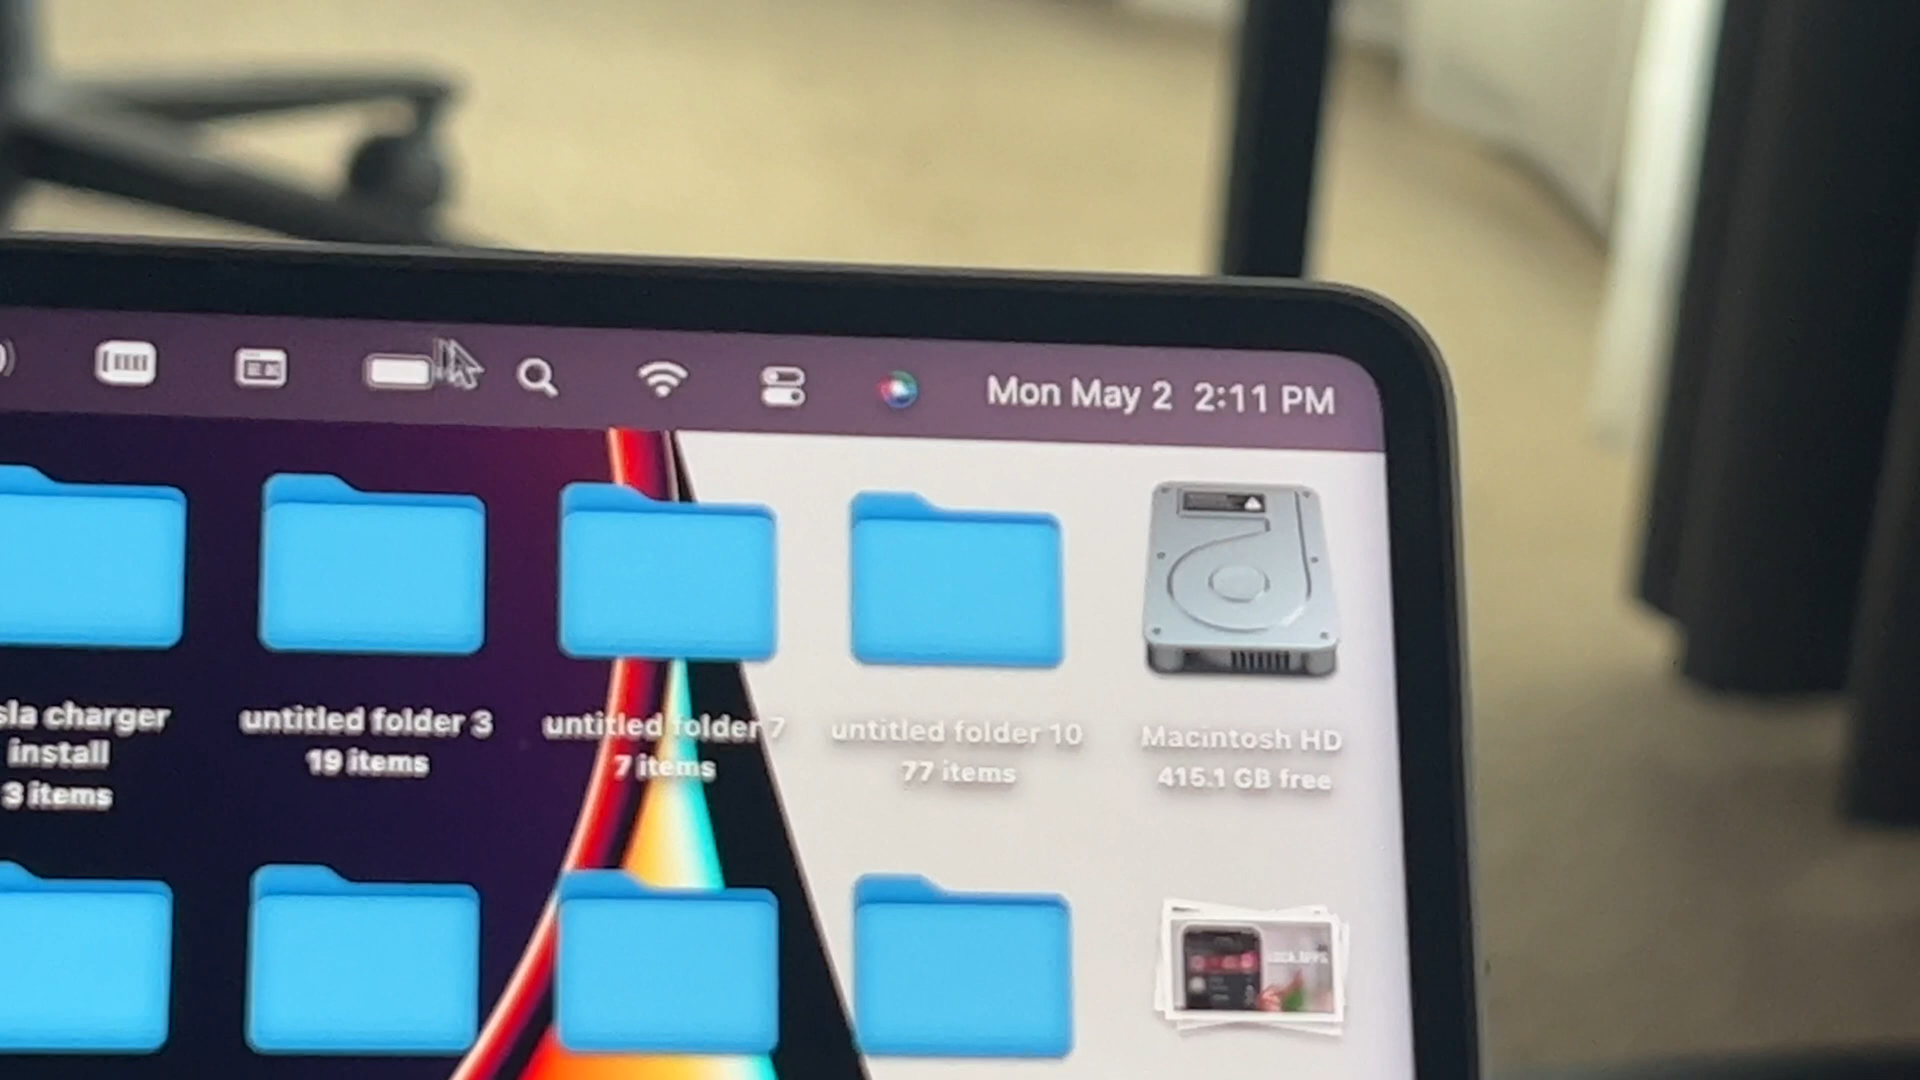 Mon May 2 2:11 PM
sla charger
install
3 items
untitled folder 3
19 items
untitled folder 7
7 items
untitled folder 10
77 items
Macintosh HD
415.1 GB free